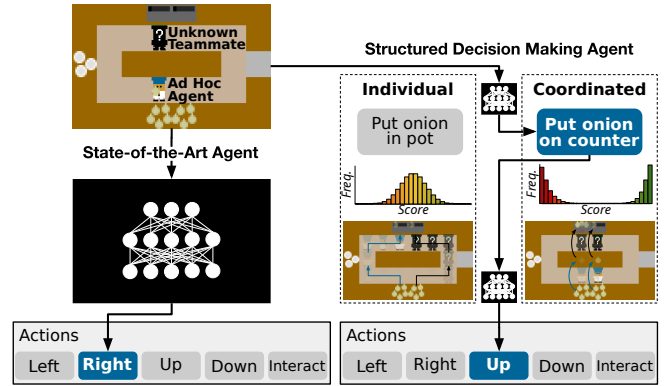 Unknown
Teammate
Ad Hoc
Agent
State-of-the-Art Agent
Actions
Left
Right
Up
Down
Interact
Structured Decision Making Agent
Individual
Coordinated
Put onion
in pot
Put onion
on counter
Freq.
Score
Freq.
Score
Actions
Left
Right
Up
Down
Interact